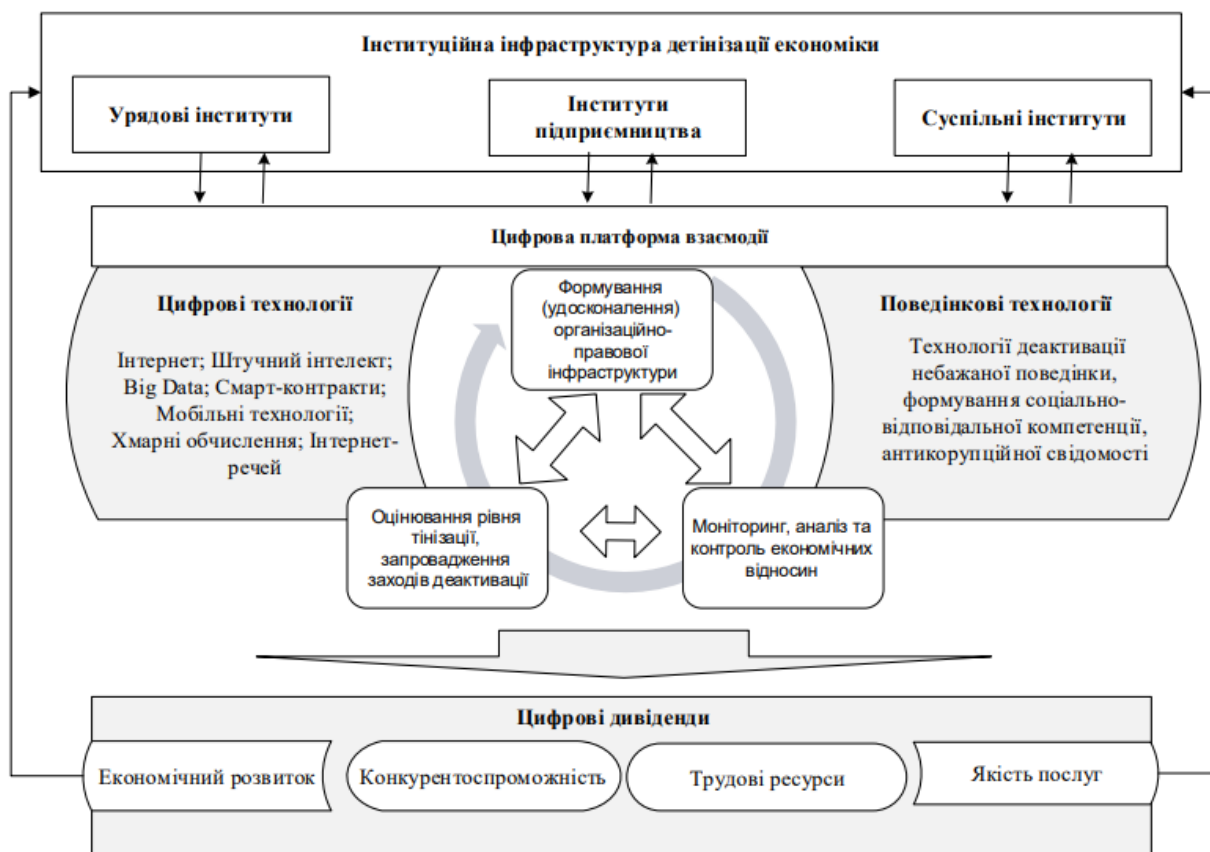 Інституційна інфраструктура детінізації економіки
Урядові інститути
Інститути
підприємництва
Суспільні інститути
Цифрова платформа взаємодії
Цифрові технології
Інтернет; Штучний інтелект;
Big Data; Смарт-контракти;
Мобільні технології;
Хмарні обчислення; Інтернет-
речей
Формування
(удосконалення)
організаційно-
правової
інфраструктури
Поведінкові технології
Технології деактивації
небажаної поведінки,
формування соціально-
відповідальної компетенції,
антикорупційної свідомості
Оцінювання рівня
тінізації,
запровадження
заходів деактивації
Моніторинг, аналіз та
контроль економічних
відносин
Цифрові дивіденди
Економічний розвиток
Конкурентоспроможність
Трудові ресурси
Якість послуг